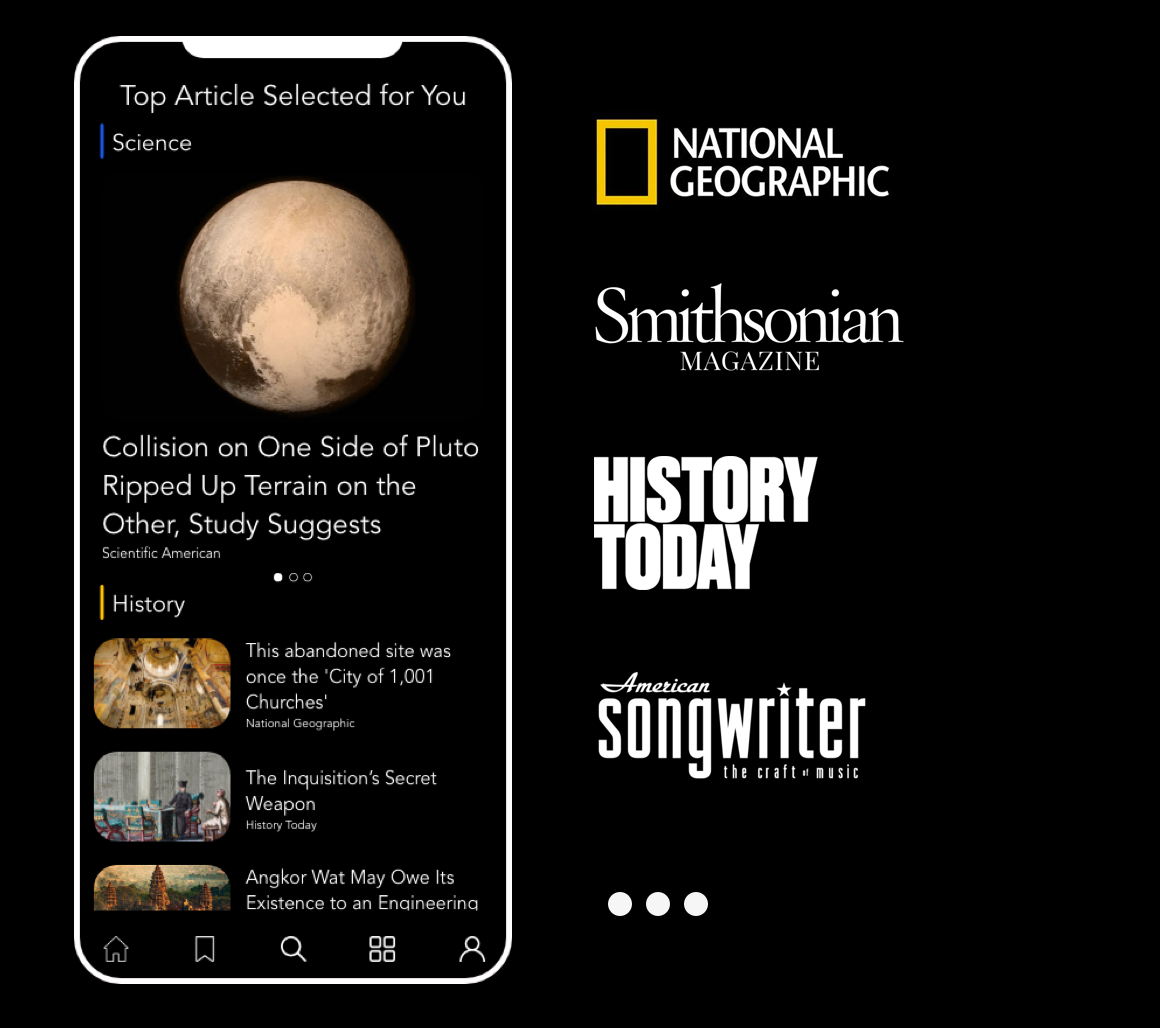 Top Article Selected for You
Science
Collision on One Side of Pluto
Ripped Up Terrain on the
Other, Study Suggests
Scientific American
History
This abandoned site was
once the 'City of 1,001
Churches'
National Geographic
The Inquisition’s Secret
Weapon
History Today
Angkor Wat May Owe Its
Existence to an Engineering
NATIONAL
GEOGRAPHIC
Smithsonian
MAGAZINE
HISTORY
TODAY
American
songwriter
the craft of music